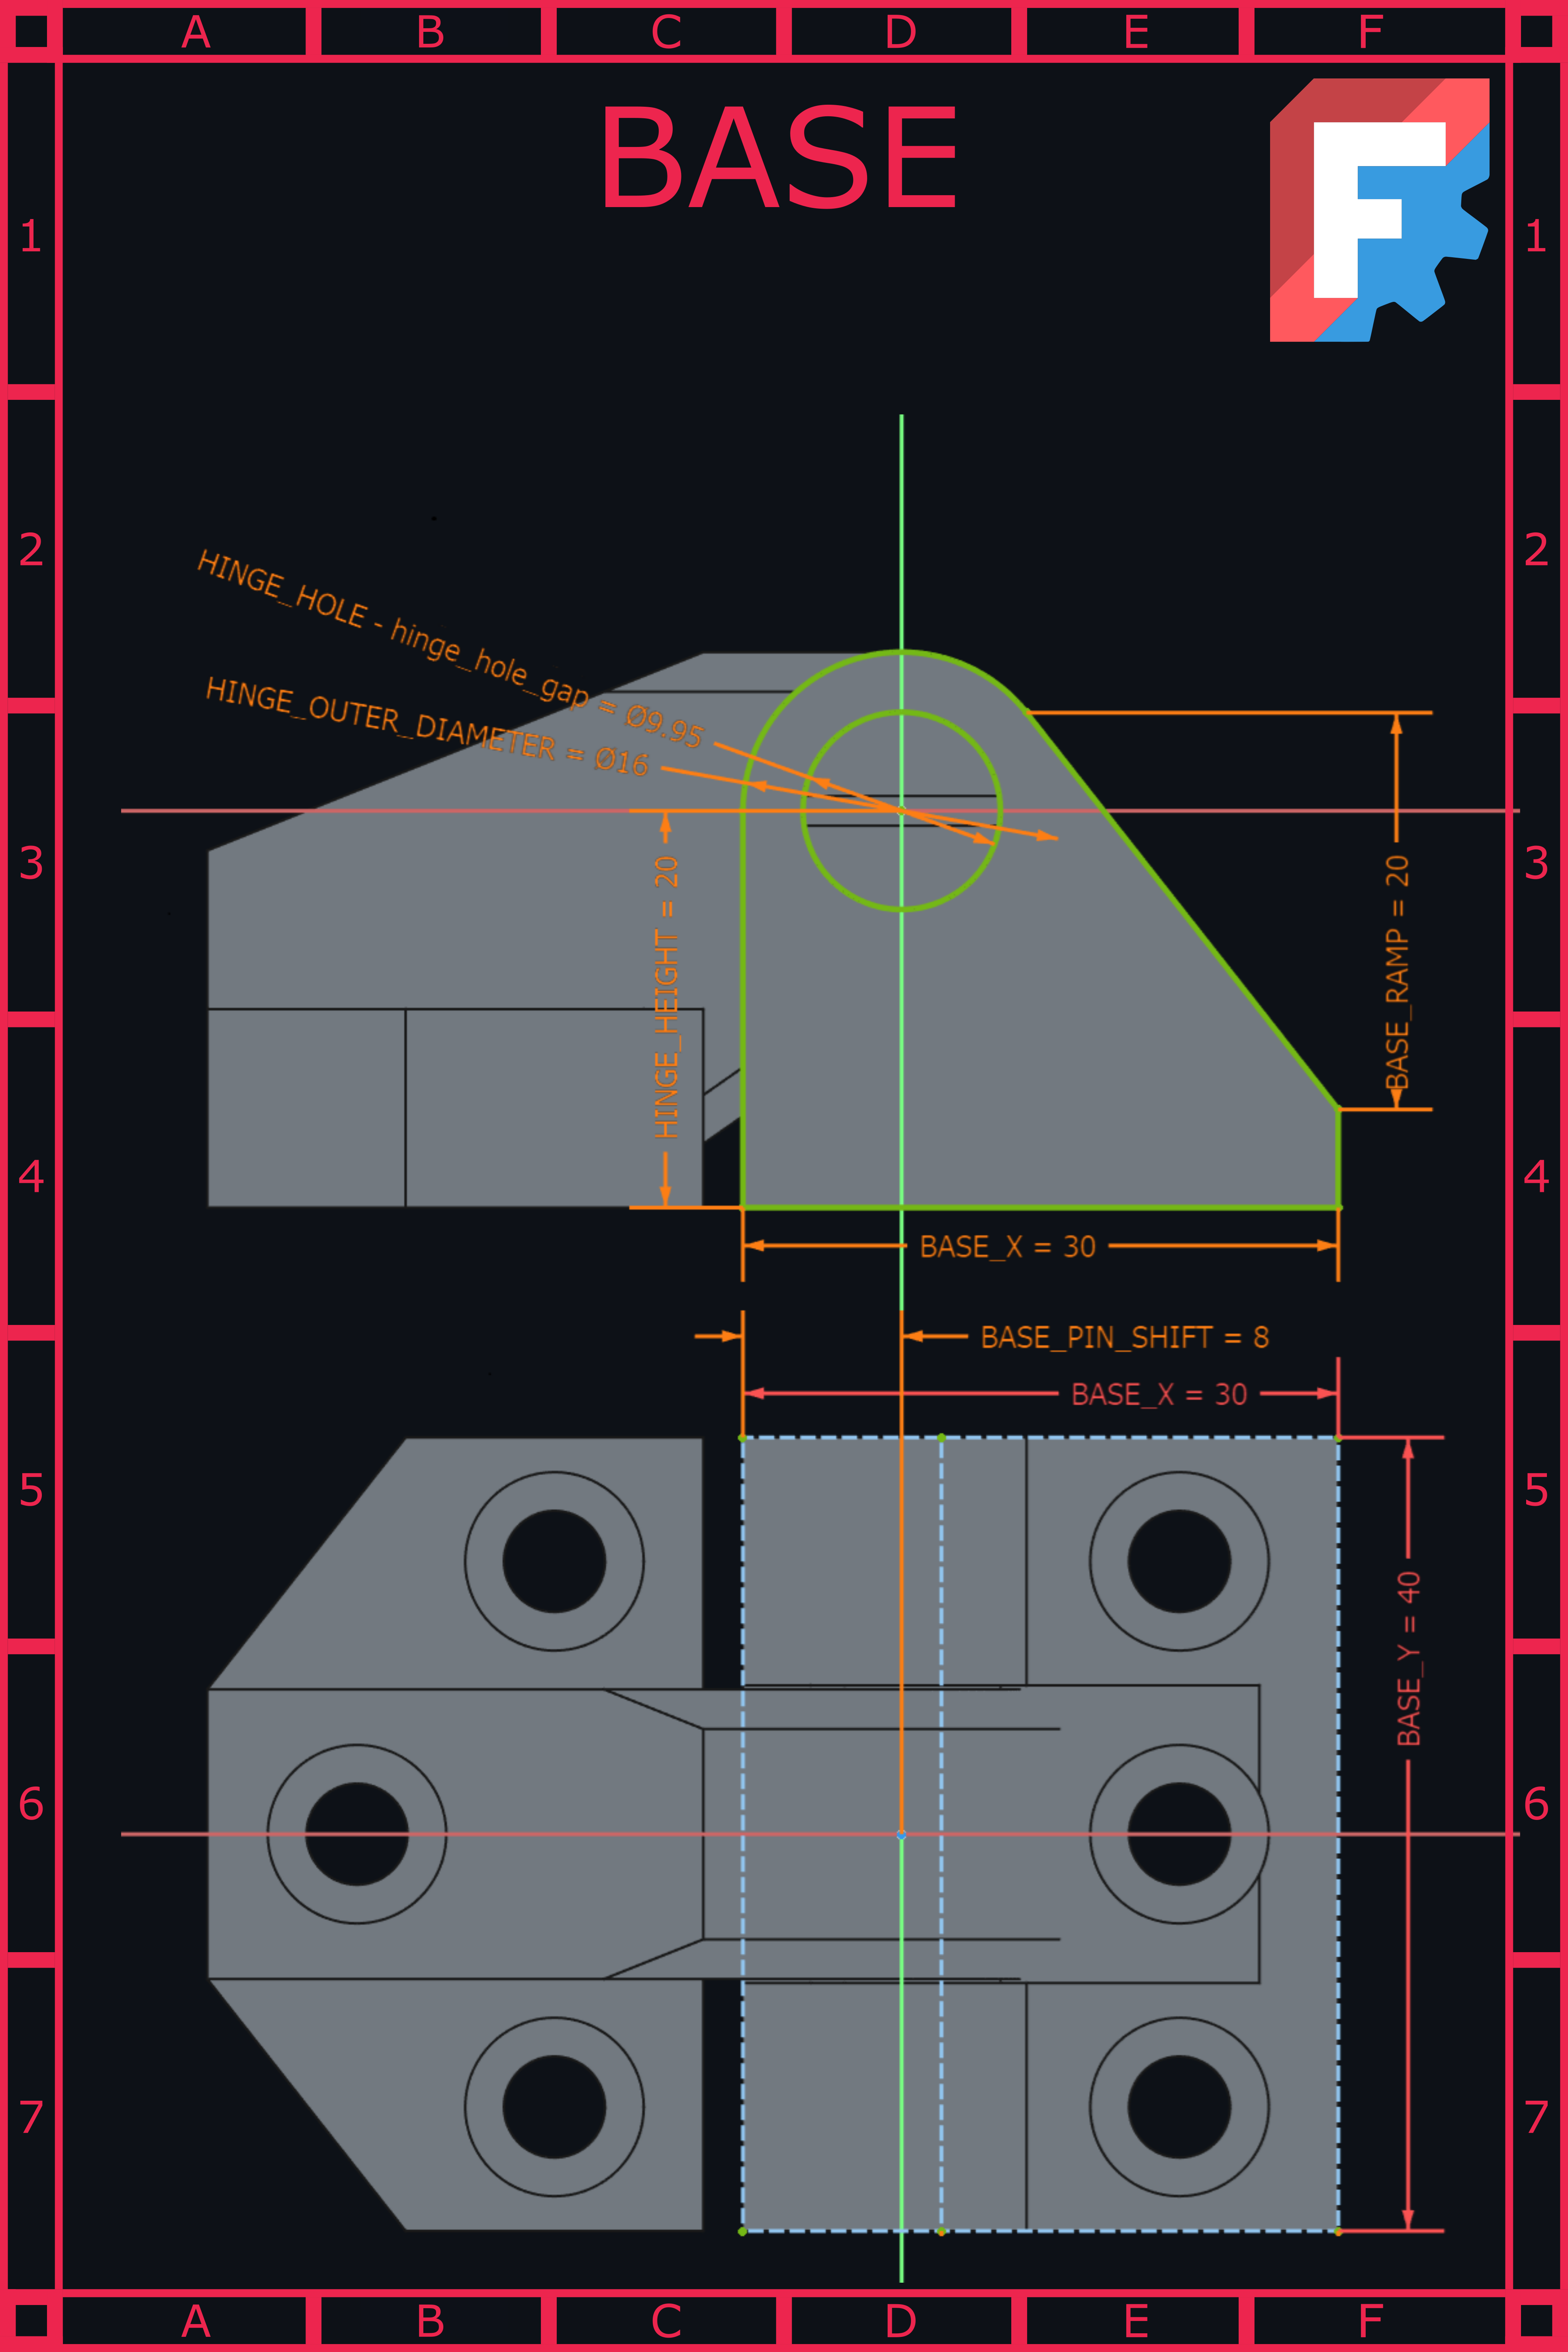 A B C D E F
BASE
F
1 1
2 2
HINGE_HOLE - hinge_hole_gap = Ø9.95
HINGE_OUTER_DIAMETER = Ø16
3 3
HINGE_HEIGHT = 20
BASE_RAMP = 20
4 4
BASE_X = 30
BASE_PIN_SHIFT = 8
BASE_X = 30
5 5
BASE_Y = 40
6 6
7 7
A B C D E F